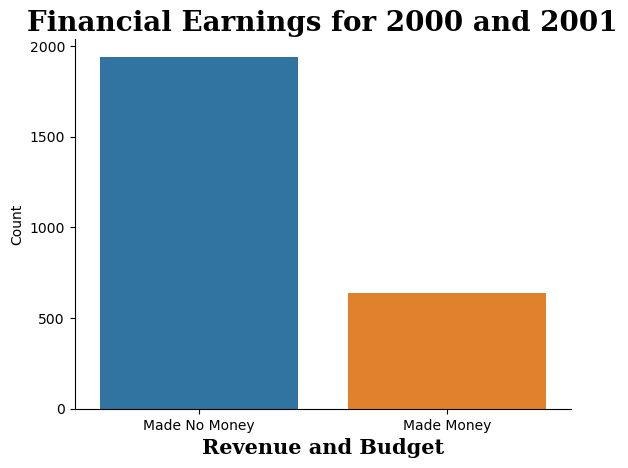 Financial Earnings for 2000 and 2001
2000
1500
1000
500
0
Count
Made No Money
Made Money
Revenue and Budget